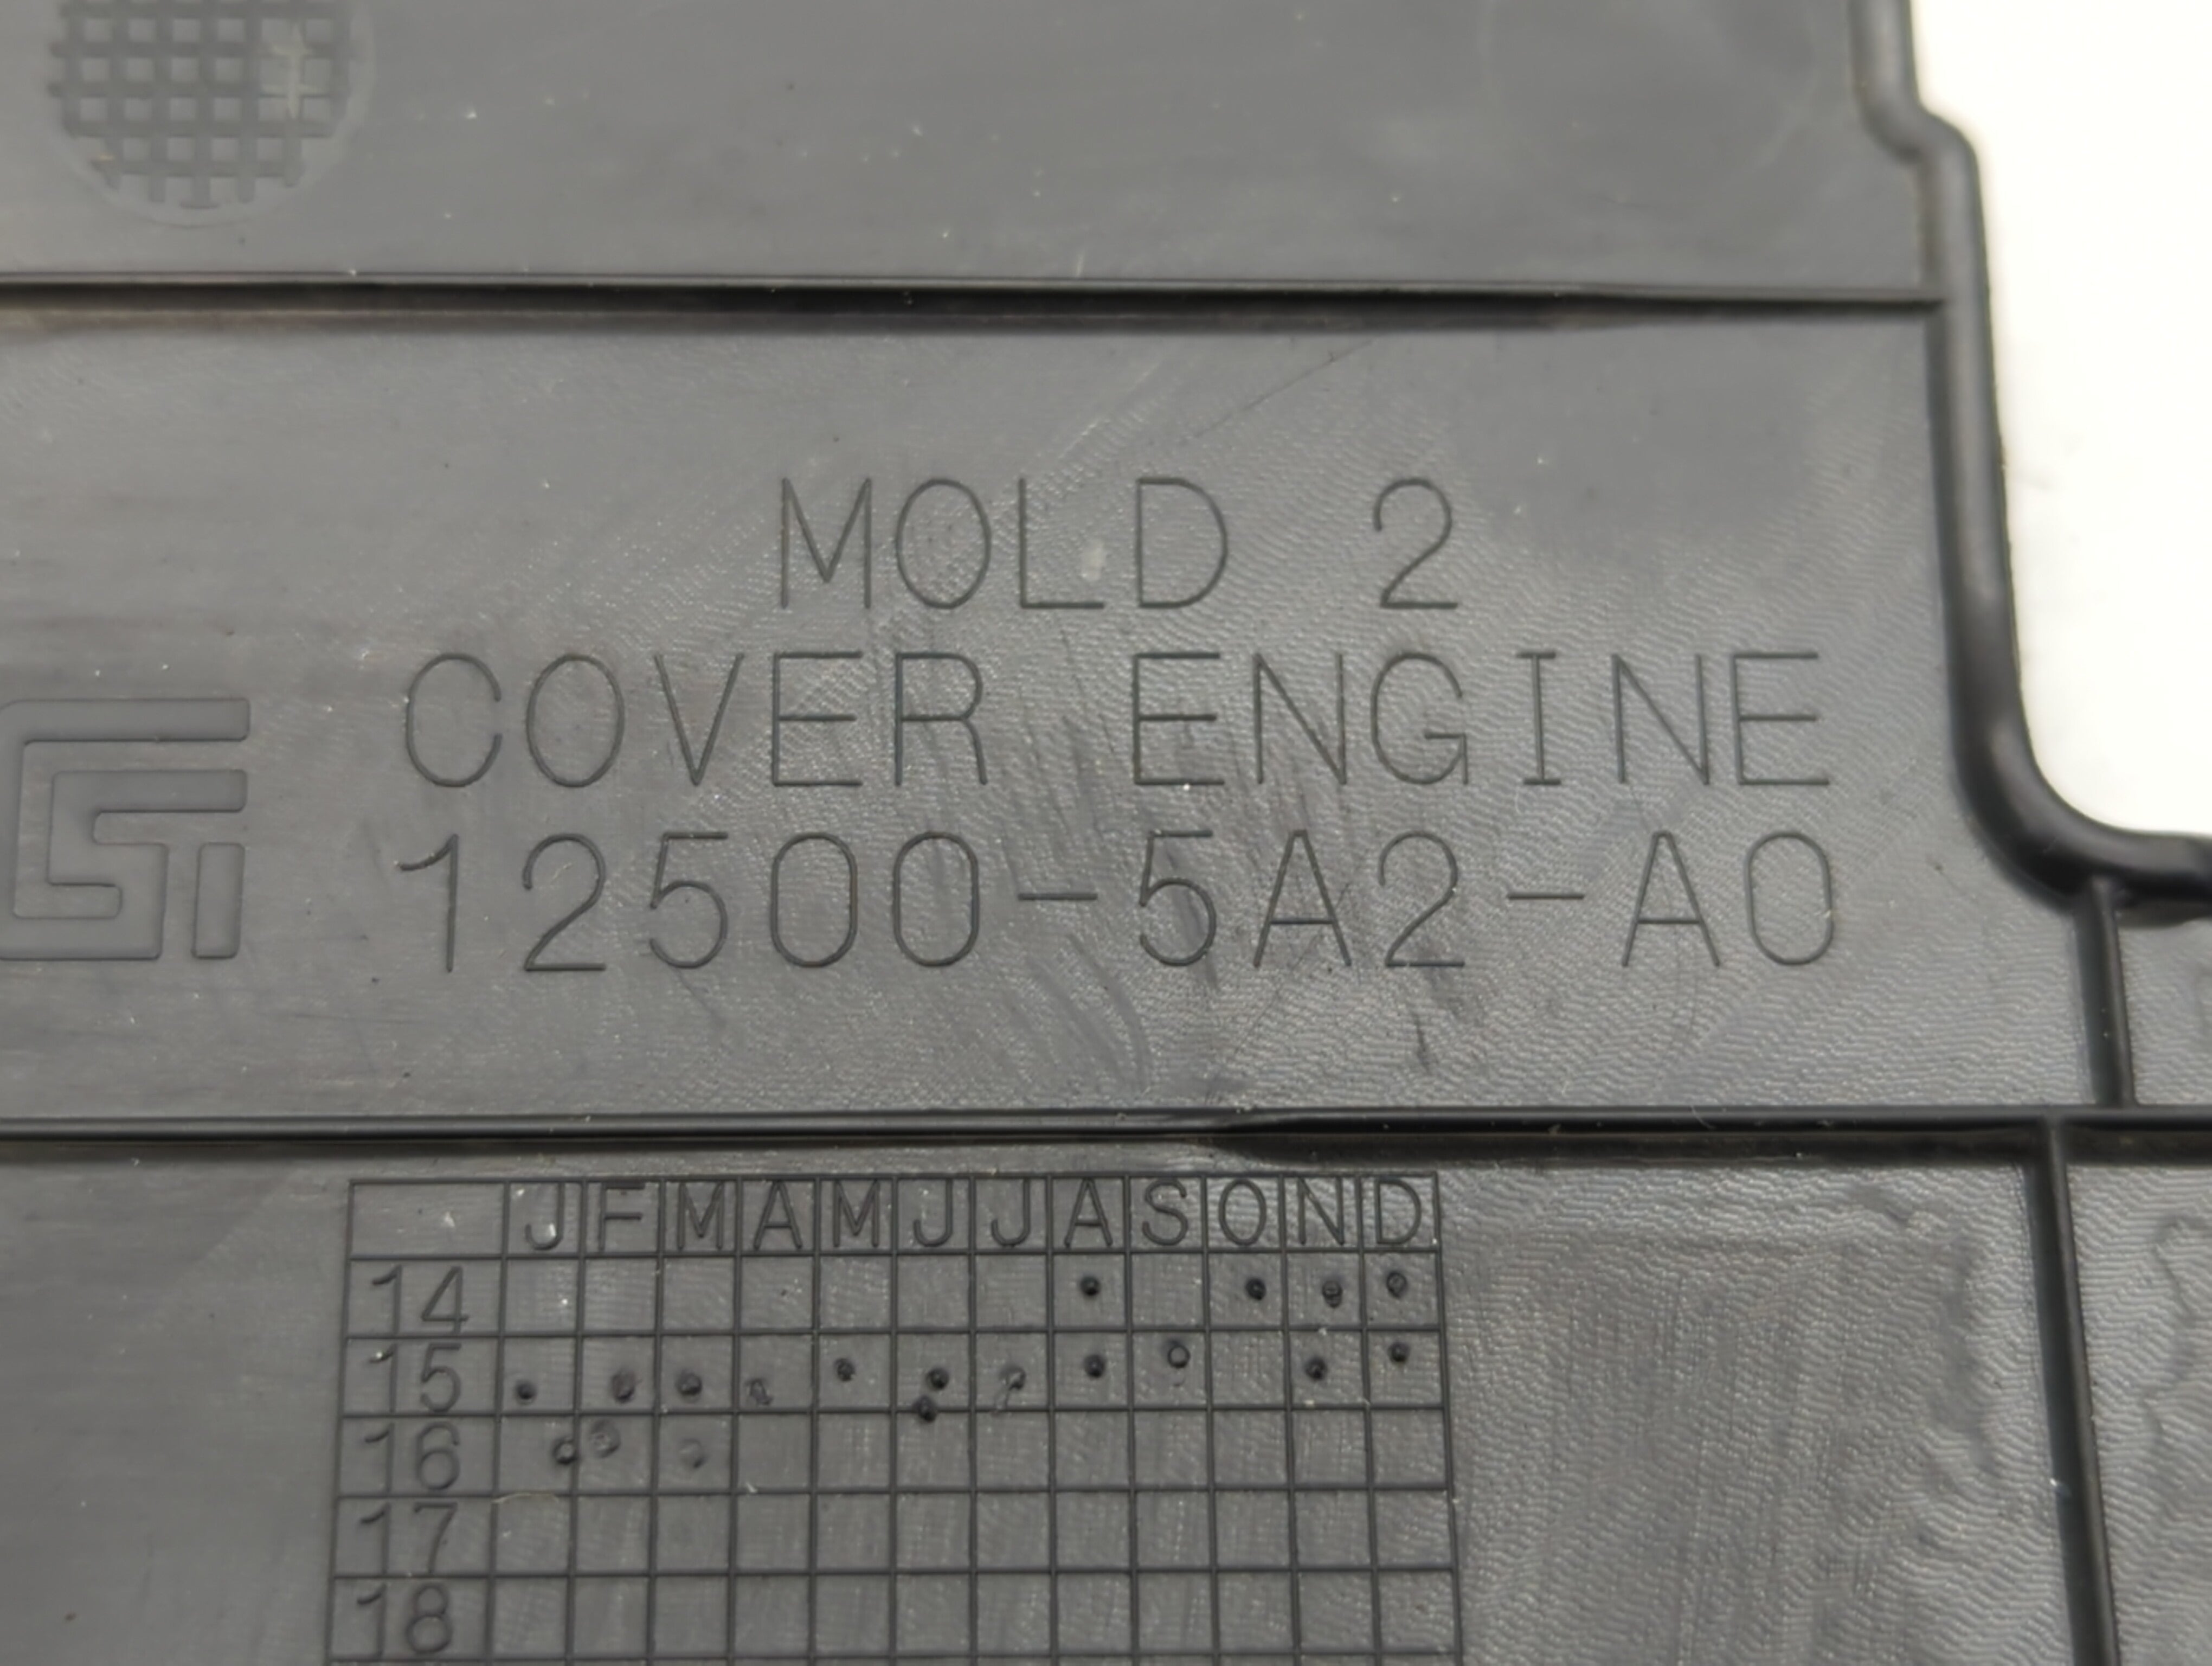 MOLD 2
COVER ENGINE
12500-5A2-A0
J F M A M J J A S O N D
14
15
16
17
18